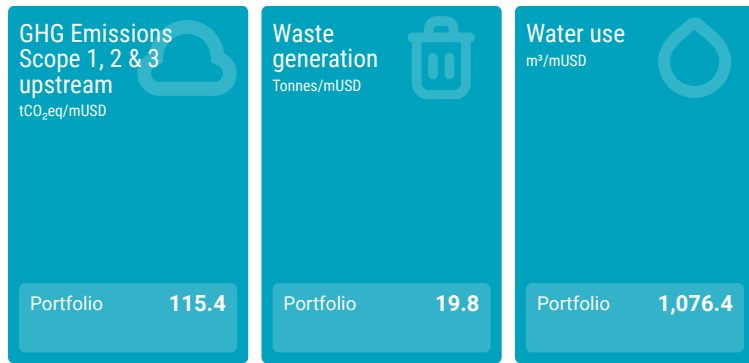 GHG Emissions
Scope 1, 2 & 3
upstream
tCO₂eq/mUSD
Portfolio 115.4
Waste
generation
Tonnes/mUSD
Portfolio 19.8
Water use
m³/mUSD
Portfolio 1,076.4